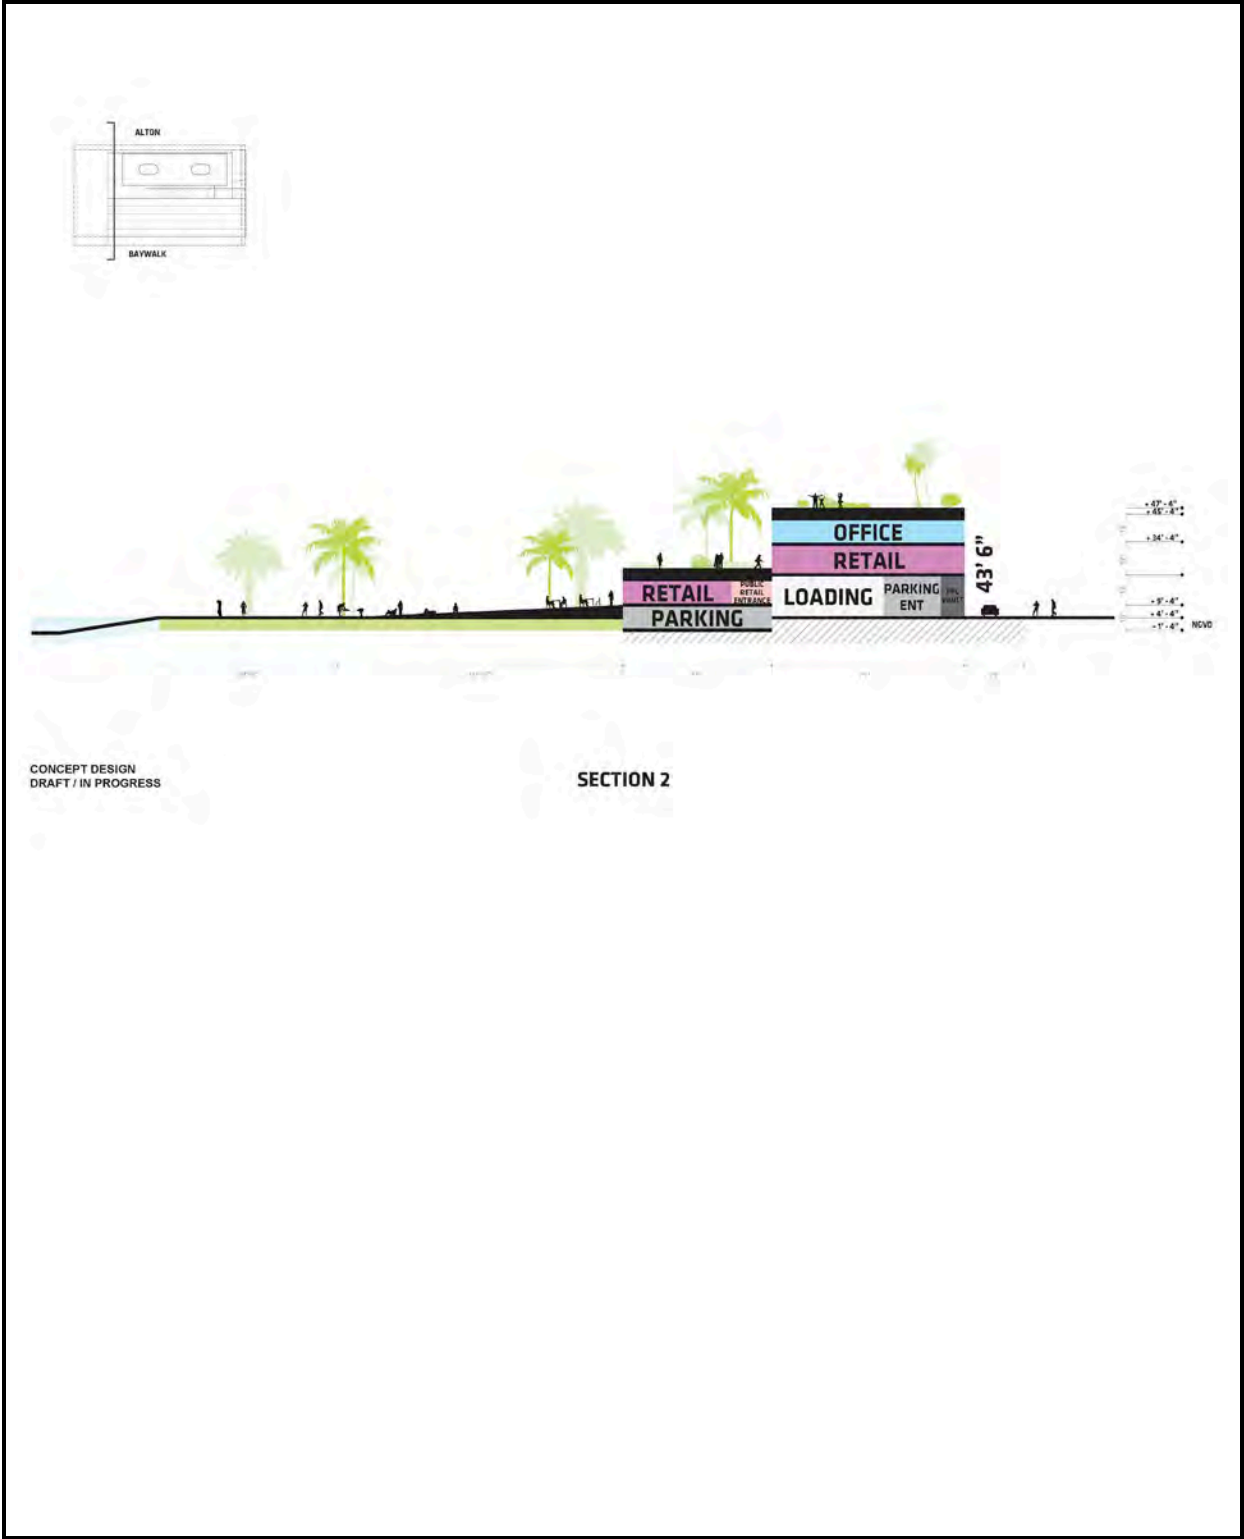 ALTON
BAYWALK
OFFICE
RETAIL
43' 6"
RETAIL
PUBLIC
RETAIL
ENTRANCE
LOADING
PARKING
ENT
PARKING
+ 47' - 4"
+ 45' - 4"
+ 34' - 4"
+ 9' - 4"
+ 4' - 4"
- 1' - 4"
NGVD
CONCEPT DESIGN
DRAFT / IN PROGRESS
SECTION 2